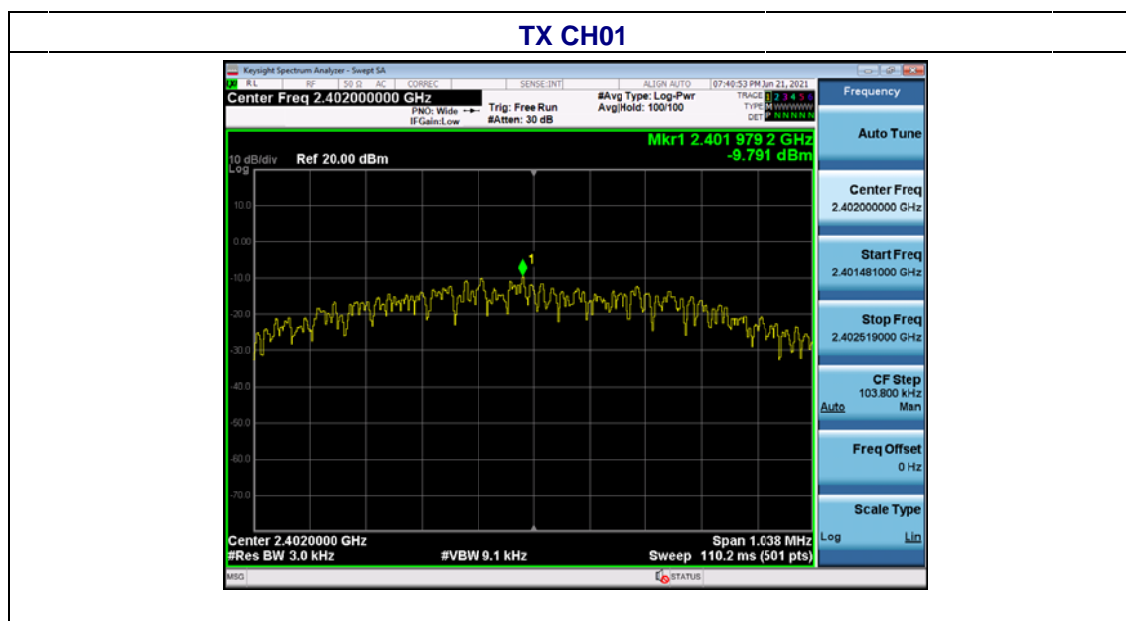 TX CH01
Keysight Spectrum Analyzer - Swept SA
RL RF 50 Ω AC CORREC SENSE:INT ALIGN AUTO 07:40:53 PM Jun 21, 2021
Center Freq 2.402000000 GHz
PNO: Wide
IFGain:Low
Trig: Free Run
#Atten: 30 dB
#Avg Type: Log-Pwr
Avg|Hold: 100/100
TRACE 1 2 3 4 5 6
TYPE M WWWWW
DET P N N N N N
Mkr1 2.401 979 2 GHz
-9.791 dBm
10 dB/div Ref 20.00 dBm
Log
10.0
0.00
-10.0
-20.0
-30.0
-40.0
-50.0
-60.0
-70.0
1
Center 2.4020000 GHz
#Res BW 3.0 kHz
#VBW 9.1 kHz
Span 1.038 MHz
Sweep 110.2 ms (501 pts)
MSG
STATUS
Frequency
Auto Tune
Center Freq
2.402000000 GHz
Start Freq
2.401481000 GHz
Stop Freq
2.402519000 GHz
CF Step
103.800 kHz
Auto Man
Freq Offset
0 Hz
Scale Type
Log Lin